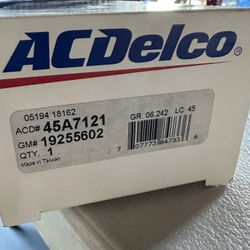 ACDelco
05194 18162
ACD# 45A7121
GR. 06.242 LC. 45
GM# 19255602
QTY. 1
Made in Taiwan